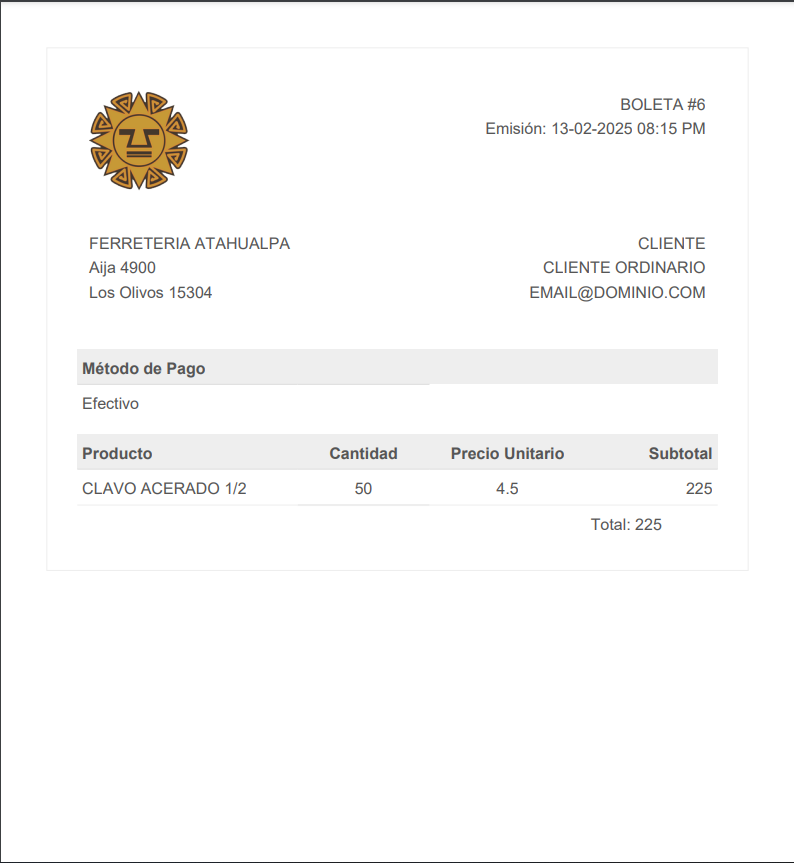 BOLETA #6
Emisión: 13-02-2025 08:15 PM
FERRETERIA ATAHUALPA
Aija 4900
Los Olivos 15304
CLIENTE
CLIENTE ORDINARIO
EMAIL@DOMINIO.COM
Método de Pago
Efectivo
Producto Cantidad Precio Unitario Subtotal
CLAVO ACERADO 1/2 50 4.5 225
Total: 225